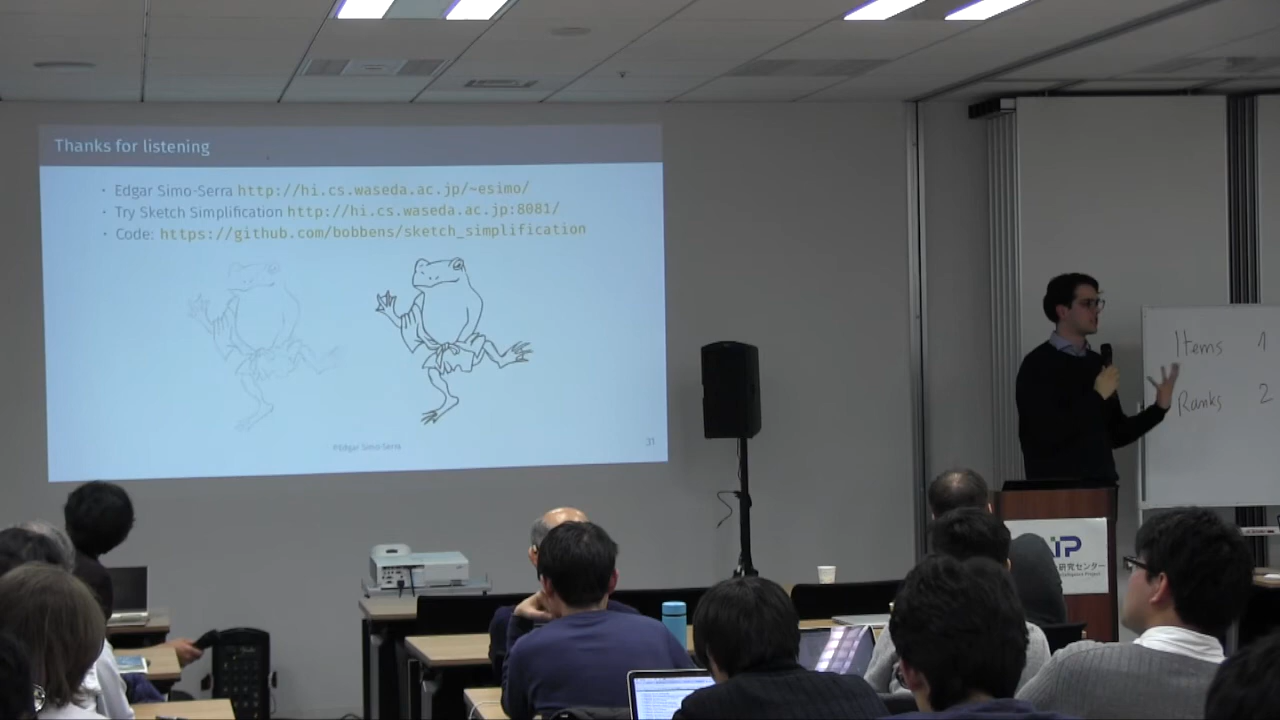 Thanks for listening
· Edgar Simo-Serra http://hi.cs.waseda.ac.jp/~esimo/
· Try Sketch Simplification http://hi.cs.waseda.ac.jp:8081/
· Code: https://github.com/bobbens/sketch_simplification
©Edgar Simo-Serra
31
Items 1
Ranks 2
研究センター